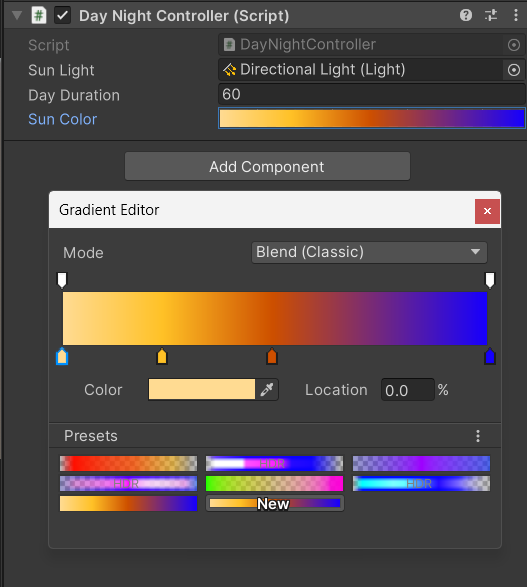 Day Night Controller (Script)
Script DayNightController
Sun Light Directional Light (Light)
Day Duration 60
Sun Color
Add Component
Gradient Editor
Mode Blend (Classic)
Color Location 0.0 %
Presets
HDR
HDR HDR
New